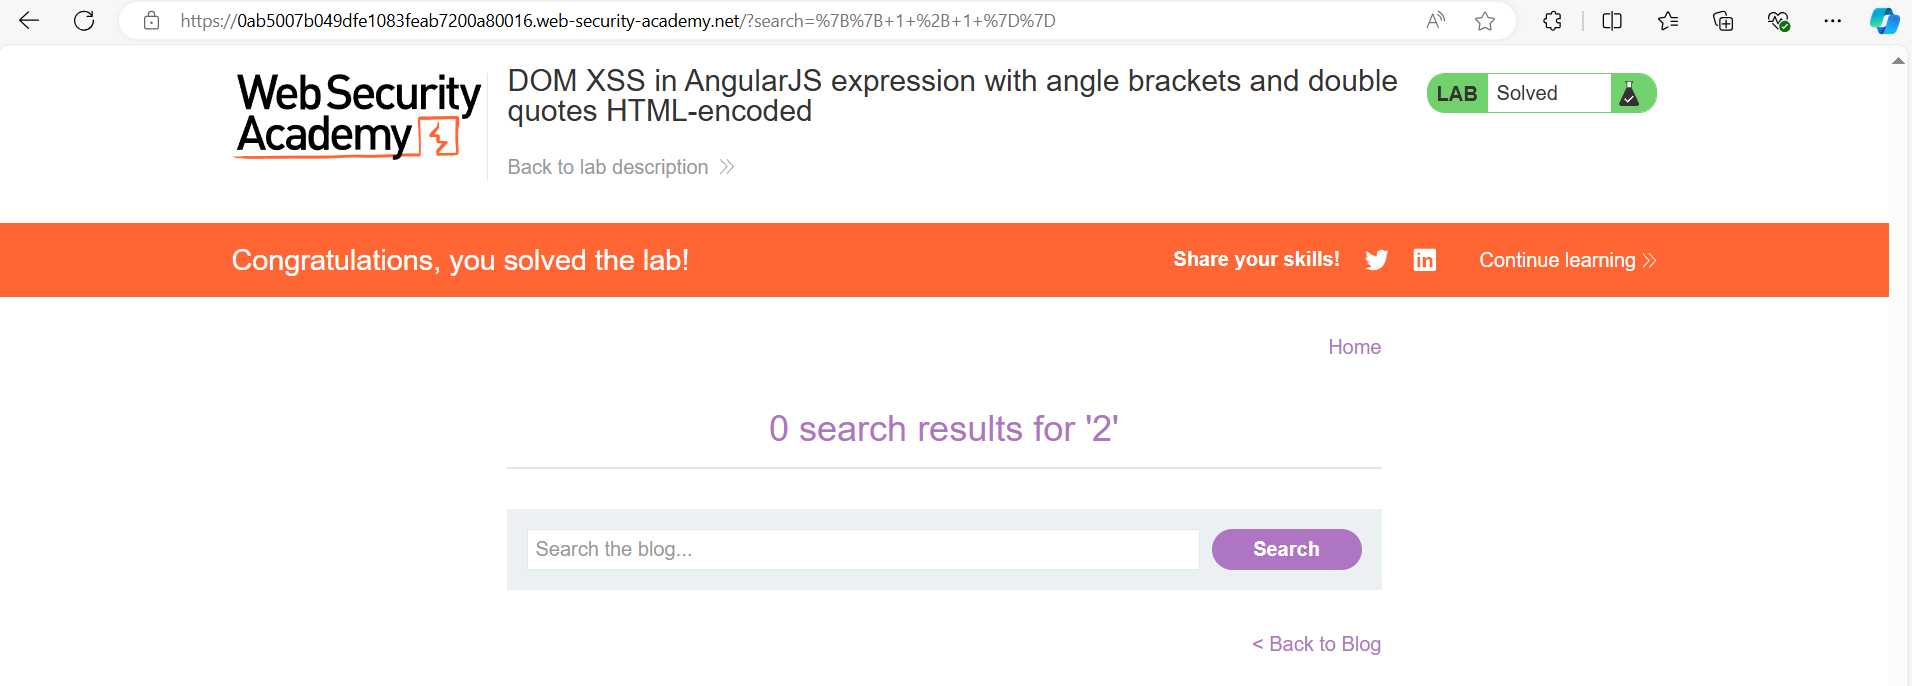 https://0ab5007b049dfe1083feab7200a80016.web-security-academy.net/?search=%7B%7B+1+%2B+1+%7D%7D
Web Security
Academy
DOM XSS in AngularJS expression with angle brackets and double
quotes HTML-encoded
LAB Solved
Back to lab description
Congratulations, you solved the lab!
Share your skills!
Continue learning
Home
0 search results for '2'
Search the blog...
Search
< Back to Blog